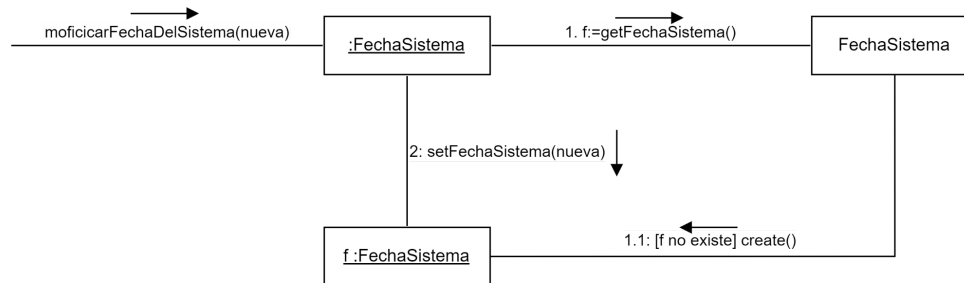 moficicarFechaDelSistema(nueva)
:FechaSistema
1. f:=getFechaSistema()
FechaSistema
2: setFechaSistema(nueva)
1.1: [f no existe] create()
f :FechaSistema